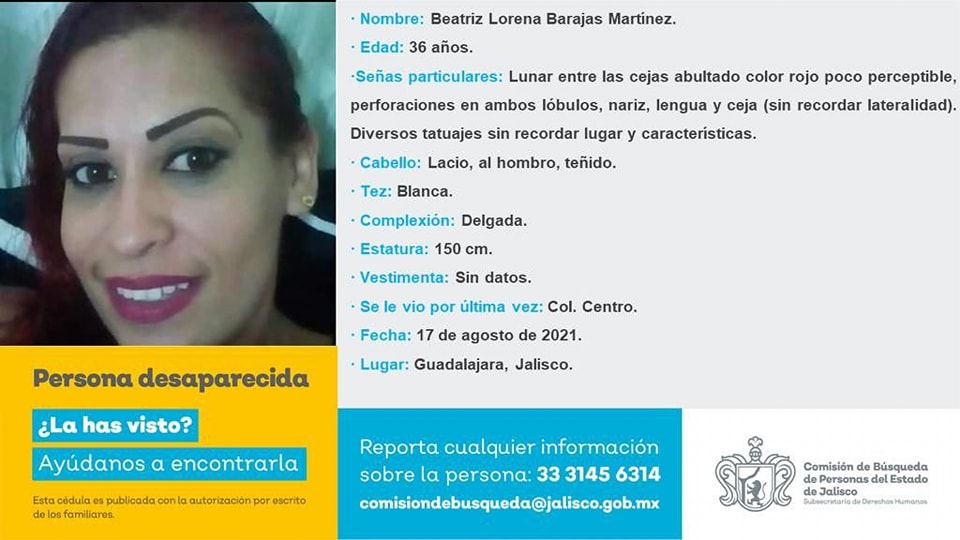 · Nombre: Beatriz Lorena Barajas Martínez.
· Edad: 36 años.
·Señas particulares: Lunar entre las cejas abultado color rojo poco perceptible,
perforaciones en ambos lóbulos, nariz, lengua y ceja (sin recordar lateralidad).
Diversos tatuajes sin recordar lugar y características.
· Cabello: Lacio, al hombro, teñido.
· Tez: Blanca.
· Complexión: Delgada.
· Estatura: 150 cm.
· Vestimenta: Sin datos.
· Se le vio por última vez: Col. Centro.
· Fecha: 17 de agosto de 2021.
· Lugar: Guadalajara, Jalisco.
Persona desaparecida
¿La has visto?
Ayúdanos a encontrarla
Esta cédula es publicada con la autorización por escrito
de los familiares.
Reporta cualquier información
sobre la persona: 33 3145 6314
comisiondebusqueda@jalisco.gob.mx
Comisión de Búsqueda
de Personas del Estado
de Jalisco
Subsecretaría de Derechos Humanos